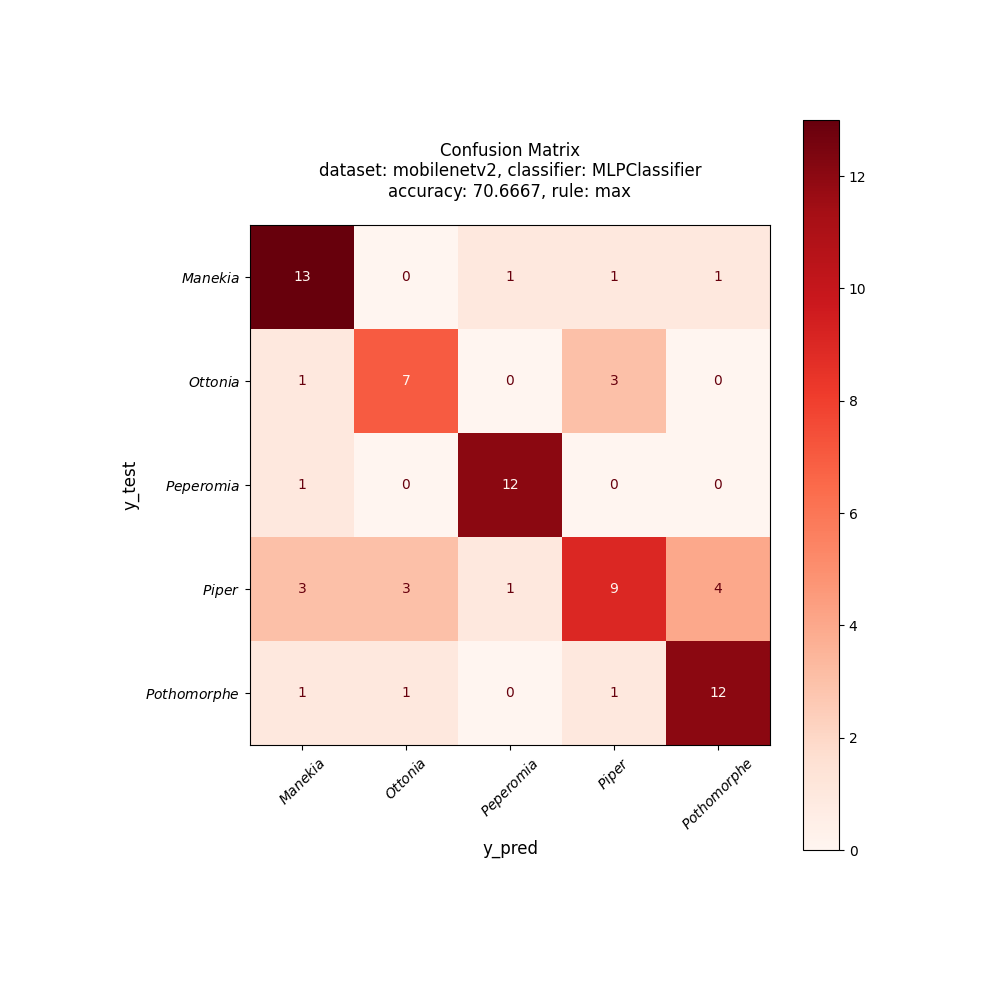 Confusion Matrix
dataset: mobilenetv2, classifier: MLPClassifier
accuracy: 70.6667, rule: max
Manekia 13 0 1 1 1
Ottonia 1 7 0 3 0
Peperomia 1 0 12 0 0
Piper 3 3 1 9 4
Pothomorphe 1 1 0 1 12
y_test
Manekia Ottonia Peperomia Piper Pothomorphe
y_pred
12
10
8
6
4
2
0